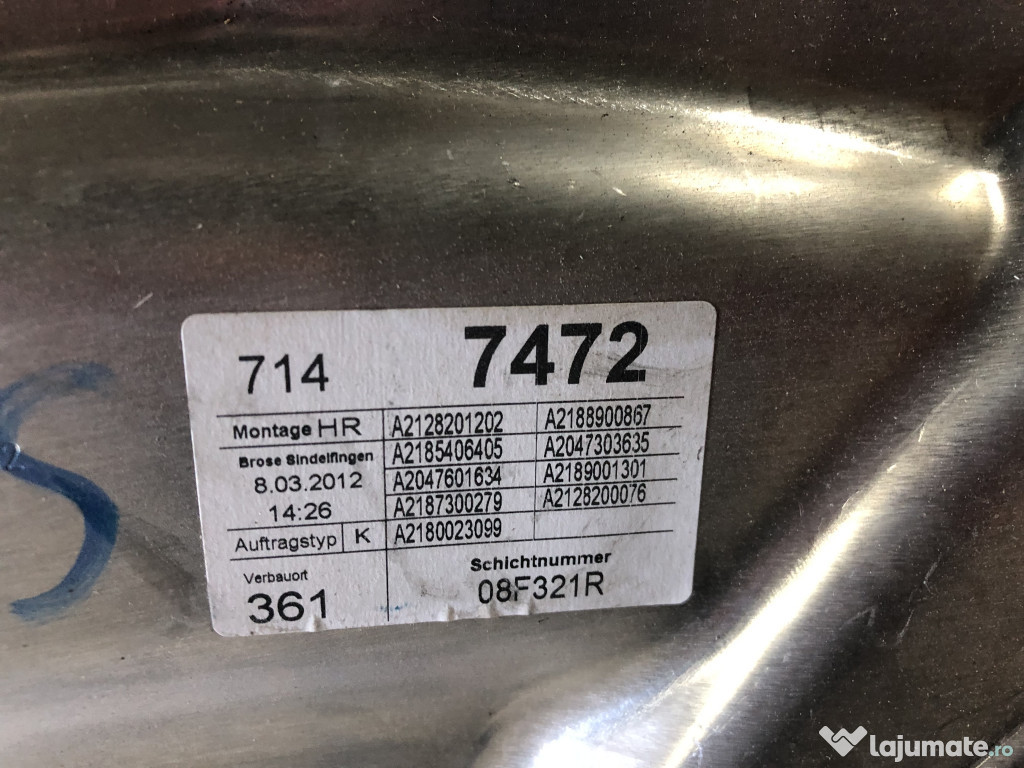 714 7472
Montage HR A2128201202 A2188900867
Brose Sindelfingen A2185406405 A2047303635
8.03.2012 A2047601634 A2189001301
14:26 A2187300279 A2128200076
Auftragstyp K A2180023099
Verbauort Schichtnummer
361 08F321R
lajumate.ro